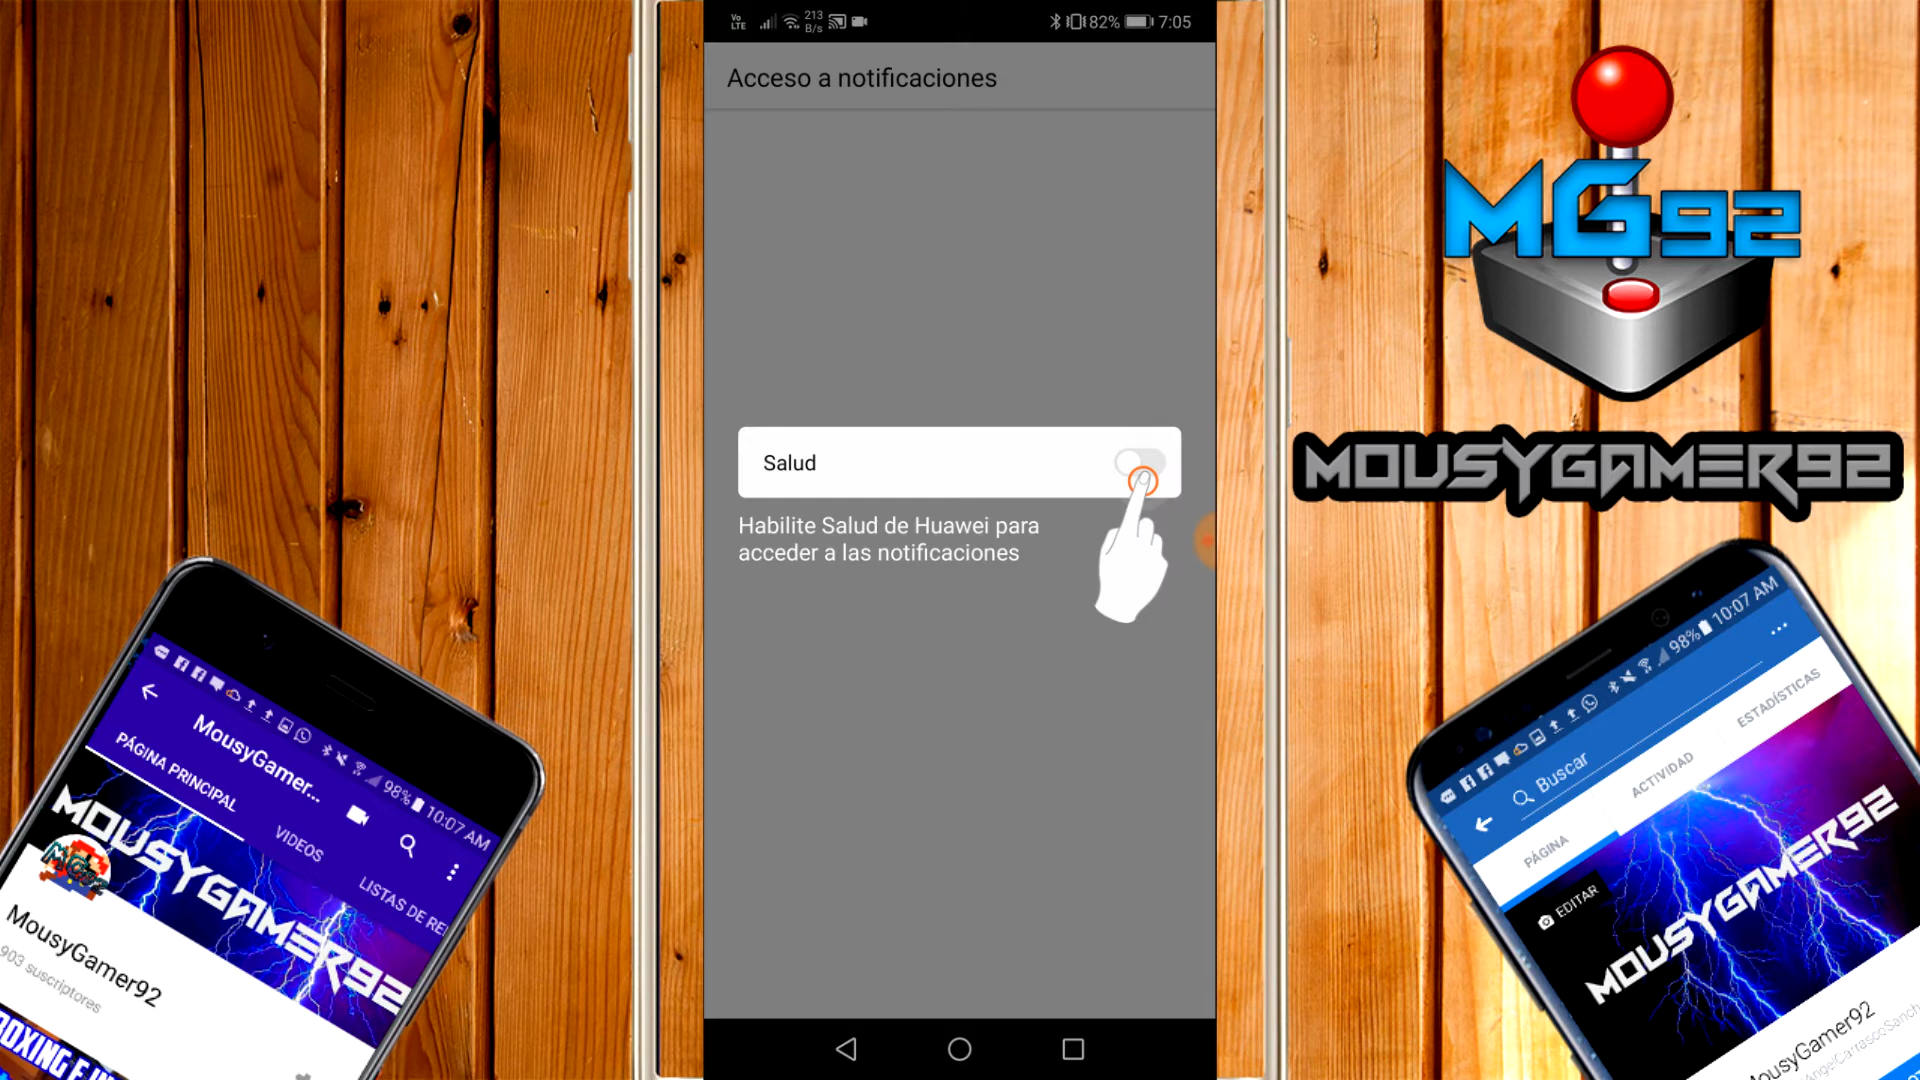 Vo
LTE
213
B/s
82%
7:05
Acceso a notificaciones
Salud
Habilite Salud de Huawei para
acceder a las notificaciones
MG92
MOUSYGAMER92
98% 10:07 AM
MousyGamer...
PÁGINA PRINCIPAL
VIDEOS
LISTAS DE RE
MOUSYGAMER92
MousyGamer92
903 suscriptores
98% 10:07 AM
Buscar
PÁGINA
ACTIVIDAD
ESTADÍSTICAS
EDITAR
MOUSYGAMER92
MousyGamer92